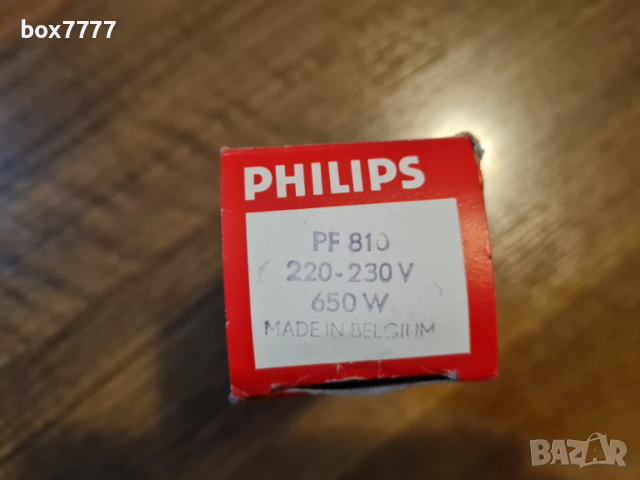 box7777
PHILIPS
PF 810
220-230 V
650 W
MADE IN BELGIUM
BAZAR